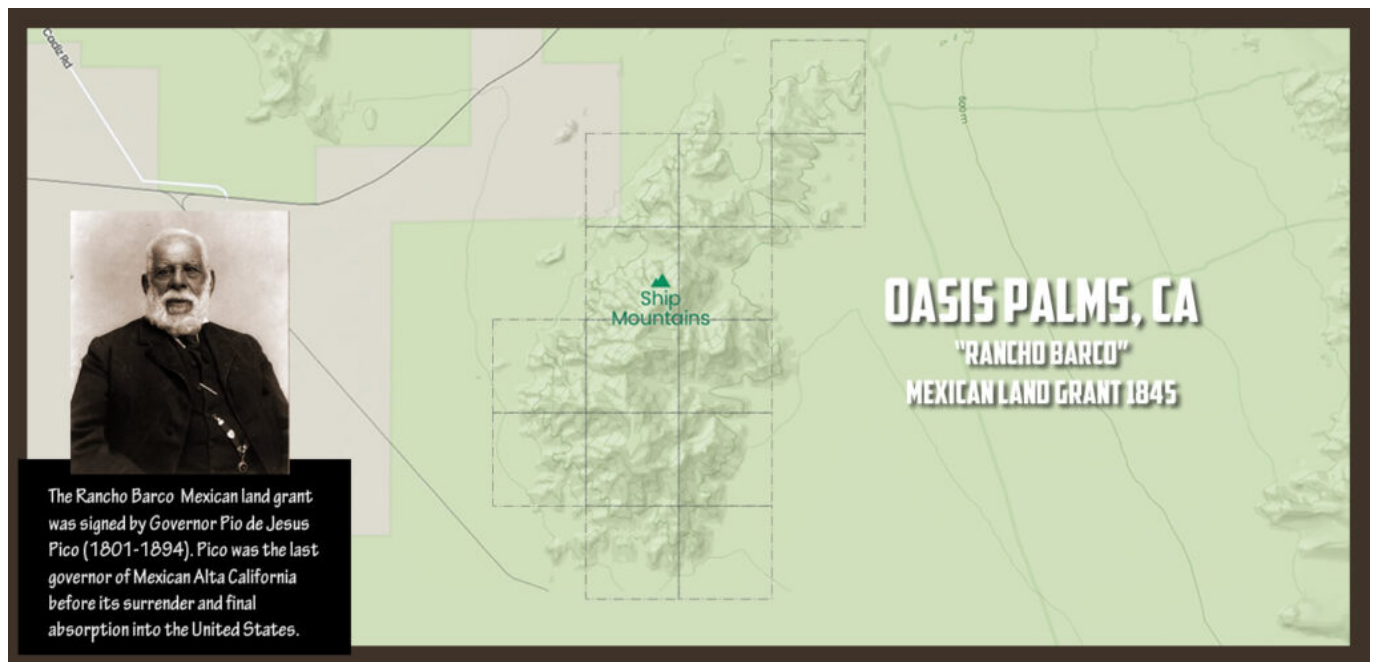 Cadiz Rd
500 m
Ship
Mountains
OASIS PALMS, CA
"RANCHO BARCO"
MEXICAN LAND GRANT 1845
The Rancho Barco Mexican land grant
was signed by Governor Pio de Jesus
Pico (1801-1894). Pico was the last
governor of Mexican Alta California
before its surrender and final
absorption into the United States.